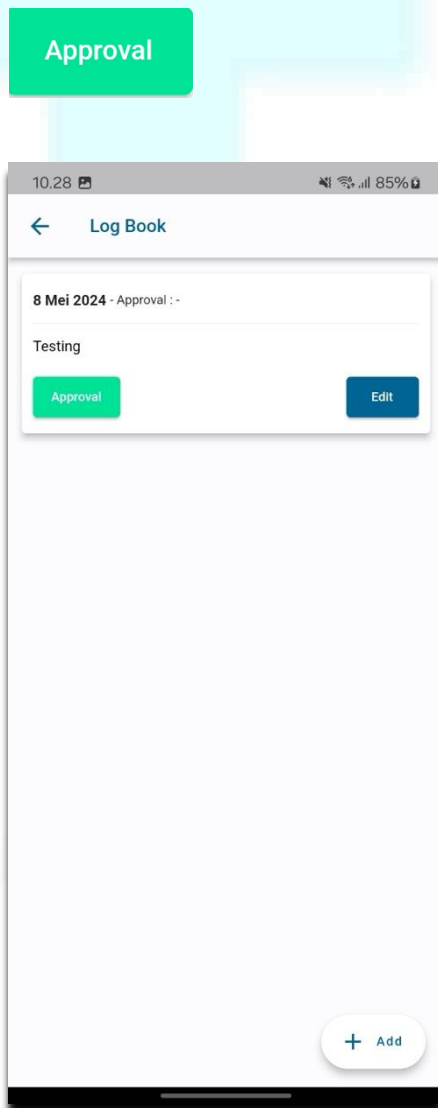 Approval
10.28 85%
Log Book
8 Mei 2024 - Approval : -
Testing
Approval Edit
+ Add